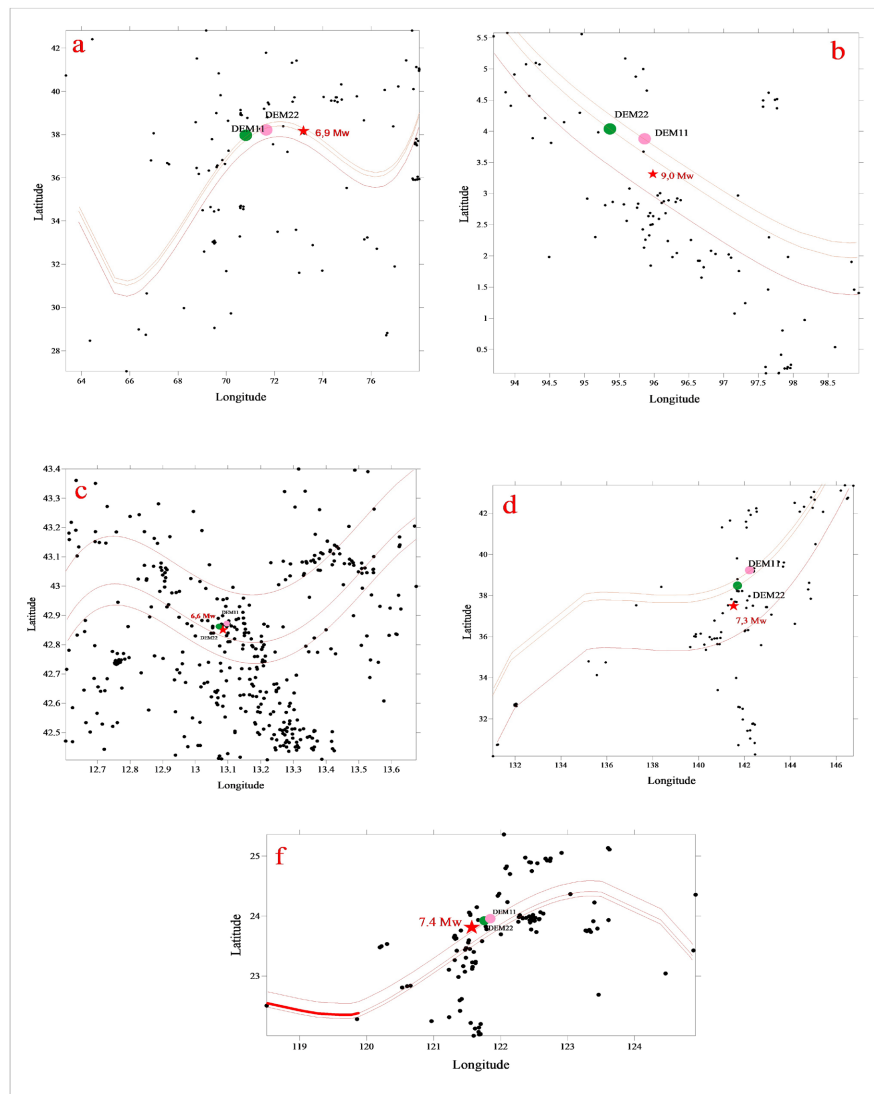 a
42
40
38
36
34
32
30
28
DEM22
DEM11
6,9 Mw
Latitude
64 66 68 70 72 74 76
Longitude
b
5.5
5
4.5
4
3.5
3
2.5
2
1.5
1
0.5
DEM22
DEM11
9,0 Mw
Latitude
94 94.5 95 95.5 96 96.5 97 97.5 98 98.5
Longitude
c
43.4
43.3
43.2
43.1
43
42.9
42.8
42.7
42.6
42.5
6,6 Mw
DEM11
DEM22
Latitude
12.7 12.8 12.9 13 13.1 13.2 13.3 13.4 13.5 13.6
Longitude
d
42
40
38
36
34
32
DEM11
DEM22
7,3 Mw
Latitude
132 134 136 138 140 142 144 146
Longitude
f
25
24
23
7.4 Mw
DEM11
DEM22
Latitude
119 120 121 122 123 124
Longitude